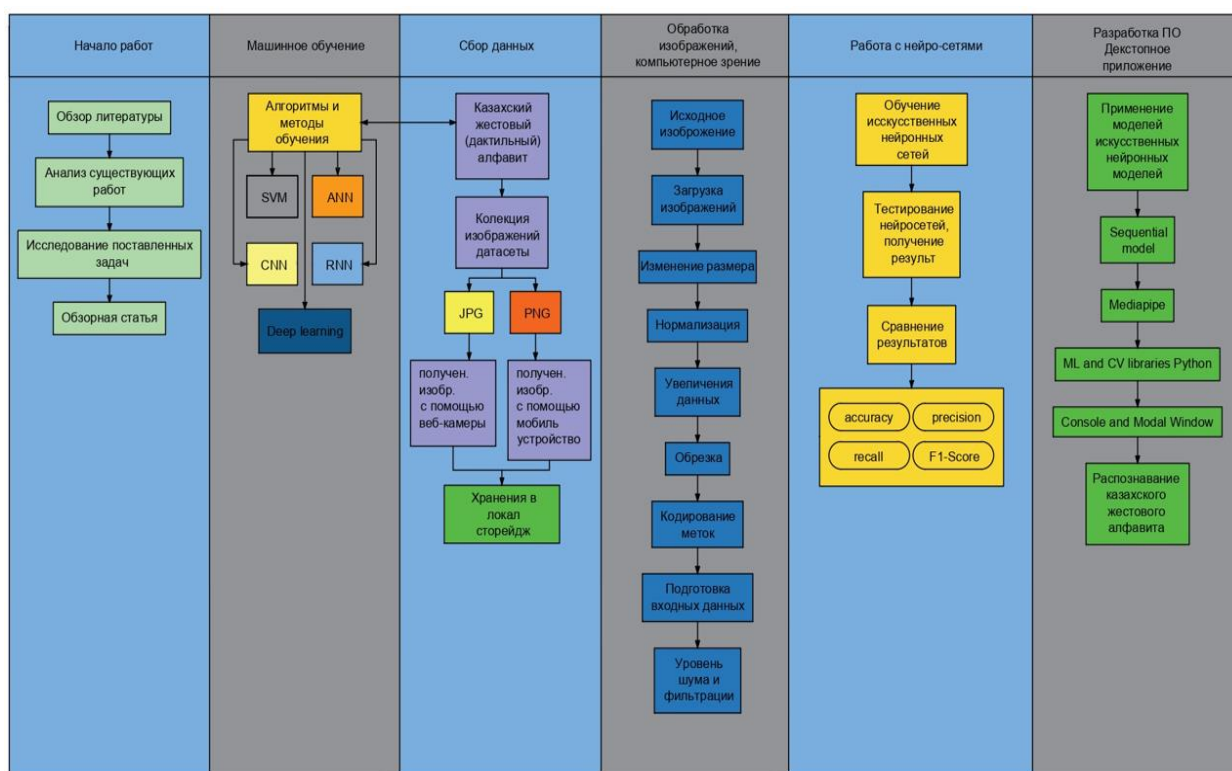 Начало работ
Обзор литературы
Анализ существующих
работ
Исследование поставленных
задач
Обзорная статья
Машинное обучение
Алгоритмы и
методы
обучения
SVM
ANN
CNN
RNN
Deep learning
Сбор данных
Казахский
жестовый
(дактильный)
алфавит
Колекция
изображений
датасеты
JPG
PNG
получен.
изобр.
с помощью
веб-камеры
получен.
изобр.
с помощью
мобиль
устройство
Хранения в
локал
сторейдж
Обработка
изображений,
компьютерное зрение
Исходное
изоброжение
Загрузка
изображений
Изменение размера
Нормализация
Увеличения
данных
Обрезка
Кодирование
меток
Подготовка
входных данных
Уровень
шума и
фильтрации
Работа с нейро-сетями
Обучение
исскусственных
нейронных
сетей
Тестирование
нейросетей,
получение
результ
Сравнение
результатов
accuracy
precision
recall
F1-Score
Разработка ПО
Декстопное
приложение
Применение
моделей
искусственных
нейронных
моделей
Sequential
model
Mediapipe
ML and CV libraries Python
Console and Modal Window
Распознавание
казахского
жестового
алфавита